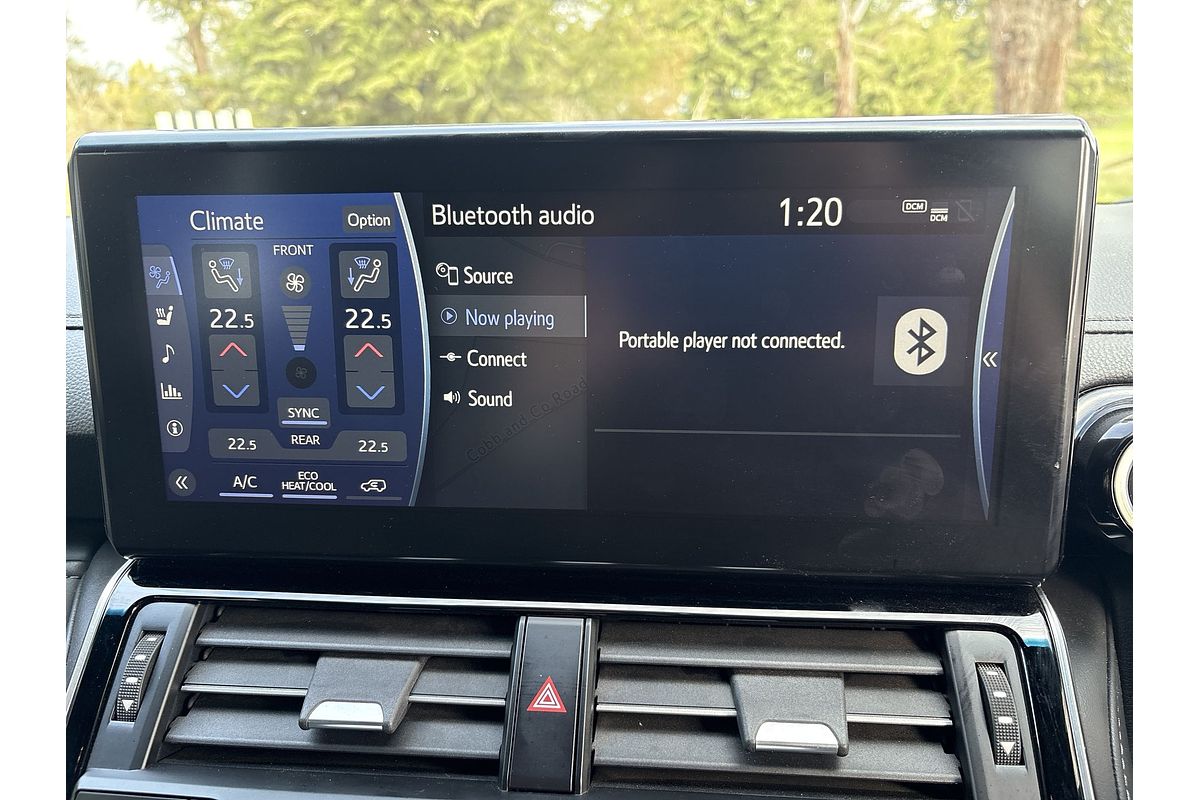 Climate
Option
FRONT
22.5
22.5
SYNC
REAR
22.5
22.5
A/C
ECO
HEAT/COOL
Bluetooth audio
1:20
DCM
DCM
Source
Now playing
Connect
Sound
Cobb and Co Road
Portable player not connected.